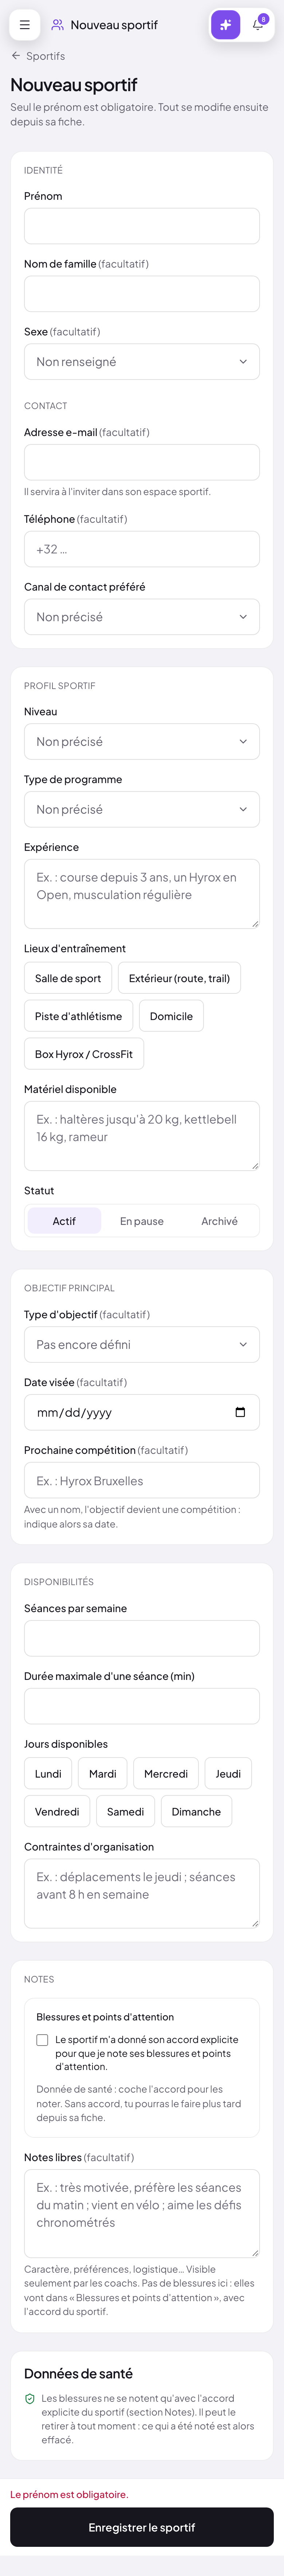 Nouveau sportif
8
Sportifs
Nouveau sportif
Seul le prénom est obligatoire. Tout se modifie ensuite
depuis sa fiche.
IDENTITÉ
Prénom
Nom de famille (facultatif)
Sexe (facultatif)
Non renseigné
CONTACT
Adresse e-mail (facultatif)
Il servira à l'inviter dans son espace sportif.
Téléphone (facultatif)
+32 …
Canal de contact préféré
Non précisé
PROFIL SPORTIF
Niveau
Non précisé
Type de programme
Non précisé
Expérience
Ex. : course depuis 3 ans, un Hyrox en
Open, musculation régulière
Lieux d'entraînement
Salle de sport
Extérieur (route, trail)
Piste d'athlétisme
Domicile
Box Hyrox / CrossFit
Matériel disponible
Ex. : haltères jusqu'à 20 kg, kettlebell
16 kg, rameur
Statut
Actif
En pause
Archivé
OBJECTIF PRINCIPAL
Type d'objectif (facultatif)
Pas encore défini
Date visée (facultatif)
mm/dd/yyyy
Prochaine compétition (facultatif)
Ex. : Hyrox Bruxelles
Avec un nom, l'objectif devient une compétition :
indique alors sa date.
DISPONIBILITÉS
Séances par semaine
Durée maximale d'une séance (min)
Jours disponibles
Lundi
Mardi
Mercredi
Jeudi
Vendredi
Samedi
Dimanche
Contraintes d'organisation
Ex. : déplacements le jeudi ; séances
avant 8 h en semaine
NOTES
Blessures et points d'attention
Le sportif m'a donné son accord explicite
pour que je note ses blessures et points
d'attention.
Donnée de santé : coche l'accord pour les
noter. Sans accord, tu pourras le faire plus tard
depuis sa fiche.
Notes libres (facultatif)
Ex. : très motivée, préfère les séances
du matin ; vient en vélo ; aime les défis
chronométrés
Caractère, préférences, logistique… Visible
seulement par les coachs. Pas de blessures ici : elles
vont dans « Blessures et points d'attention », avec
l'accord du sportif.
Données de santé
Les blessures ne se notent qu'avec l'accord
explicite du sportif (section Notes). Il peut le
retirer à tout moment : ce qui a été noté est alors
effacé.
Le prénom est obligatoire.
Enregistrer le sportif